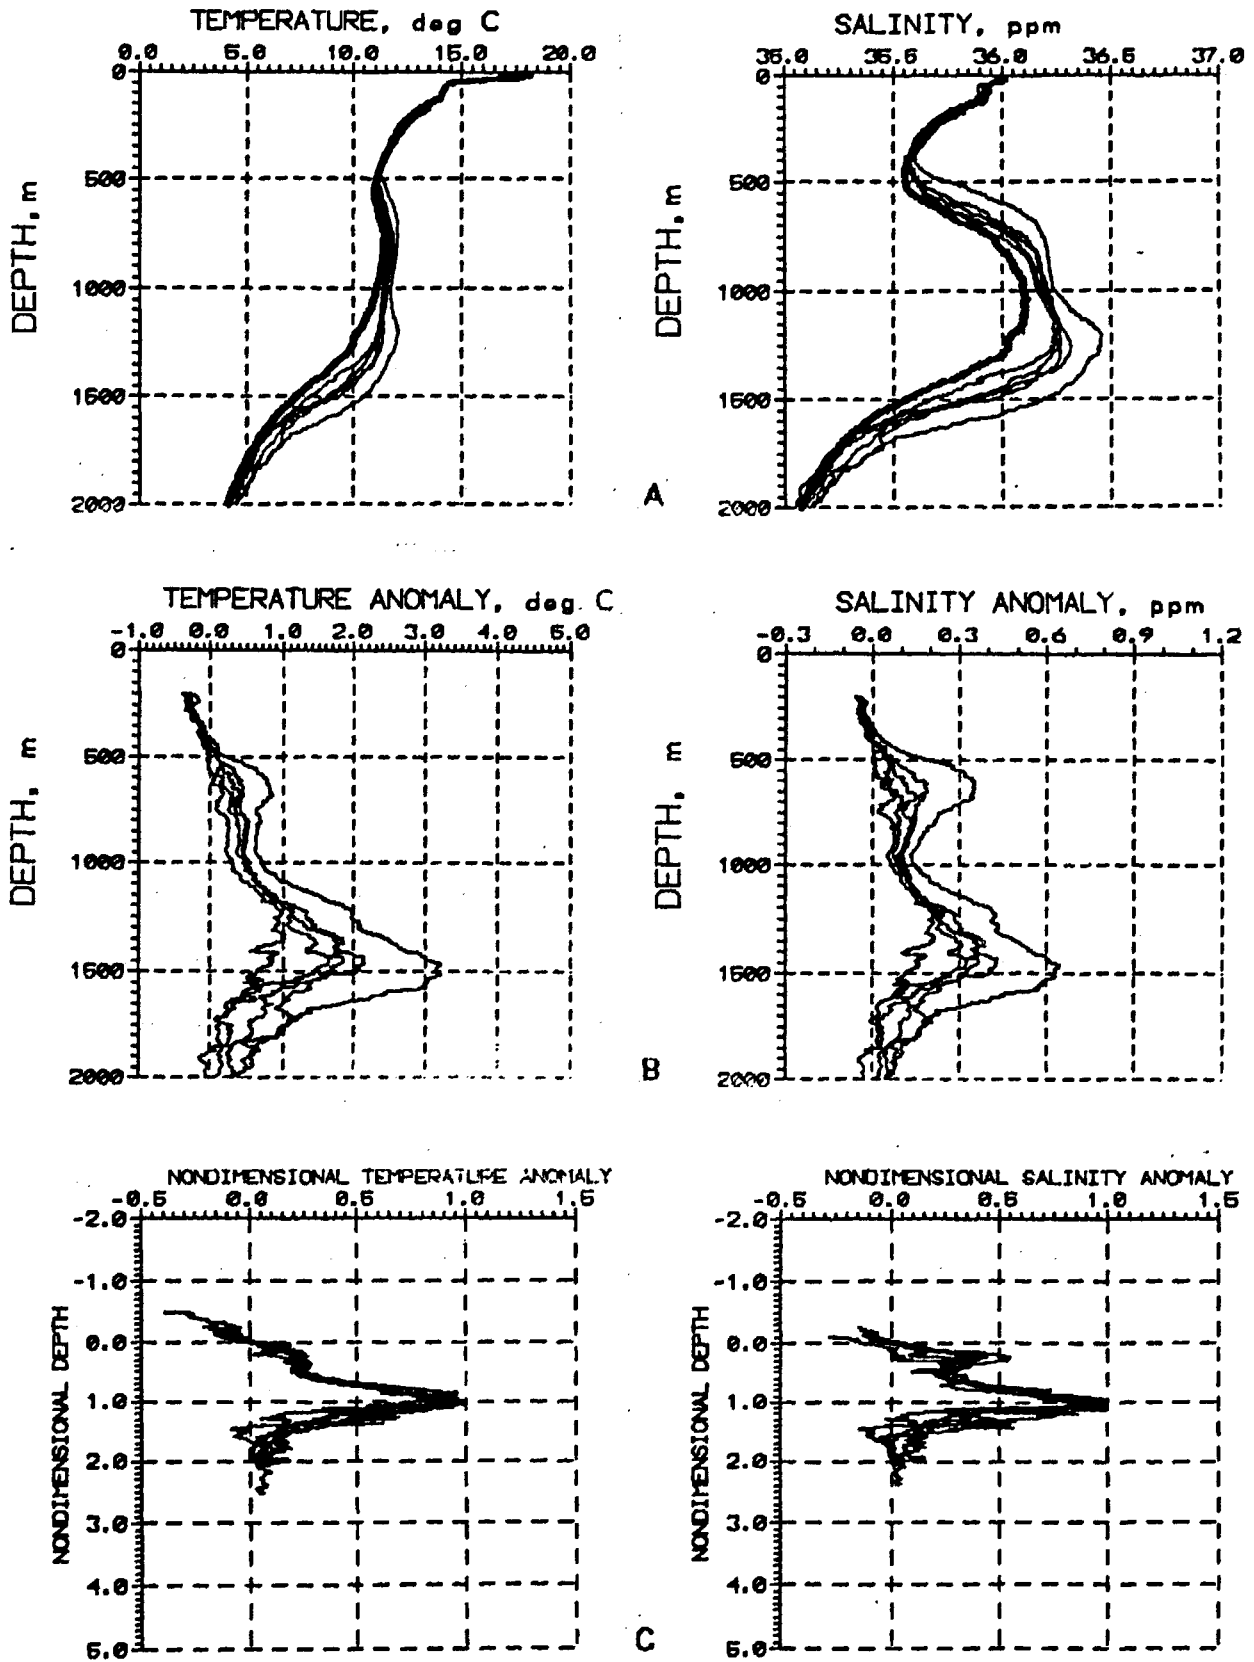 TEMPERATURE, deg C
0.0 5.0 10.0 15.0 20.0
0
500
1000
1500
2000
DEPTH, m
SALINITY, ppm
35.0 35.5 36.0 36.5 37.0
0
500
1000
1500
2000
DEPTH, m
A
TEMPERATURE ANOMALY, deg C
-1.0 0.0 1.0 2.0 3.0 4.0 5.0
0
500
1000
1500
2000
DEPTH, m
SALINITY ANOMALY, ppm
-0.3 0.0 0.3 0.6 0.9 1.2
0
500
1000
1500
2000
DEPTH, m
B
NONDIMENSIONAL TEMPERATURE ANOMALY
-0.5 0.0 0.5 1.0 1.5
-2.0
-1.0
0.0
1.0
2.0
3.0
4.0
5.0
NONDIMENSIONAL DEPTH
NONDIMENSIONAL SALINITY ANOMALY
-0.5 0.0 0.5 1.0 1.5
-2.0
-1.0
0.0
1.0
2.0
3.0
4.0
5.0
NONDIMENSIONAL DEPTH
C